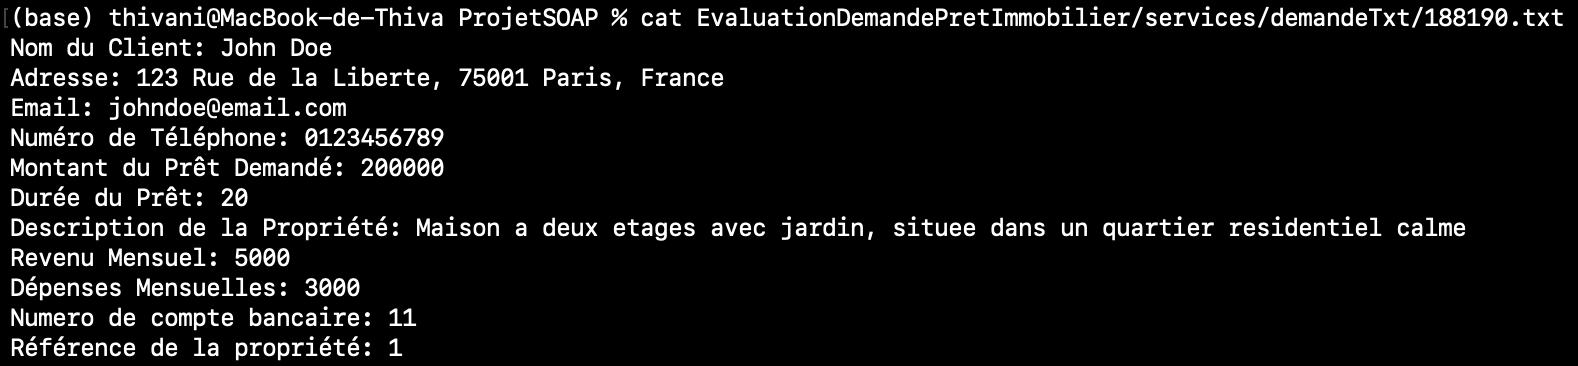 (base) thivani@MacBook-de-Thiva ProjetSOAP % cat EvaluationDemandePretImmobilier/services/demandeTxt/188190.txt
Nom du Client: John Doe
Adresse: 123 Rue de la Liberte, 75001 Paris, France
Email: johndoe@email.com
Numéro de Téléphone: 0123456789
Montant du Prêt Demandé: 200000
Durée du Prêt: 20
Description de la Propriété: Maison a deux etages avec jardin, situee dans un quartier residentiel calme
Revenu Mensuel: 5000
Dépenses Mensuelles: 3000
Numero de compte bancaire: 11
Référence de la propriété: 1